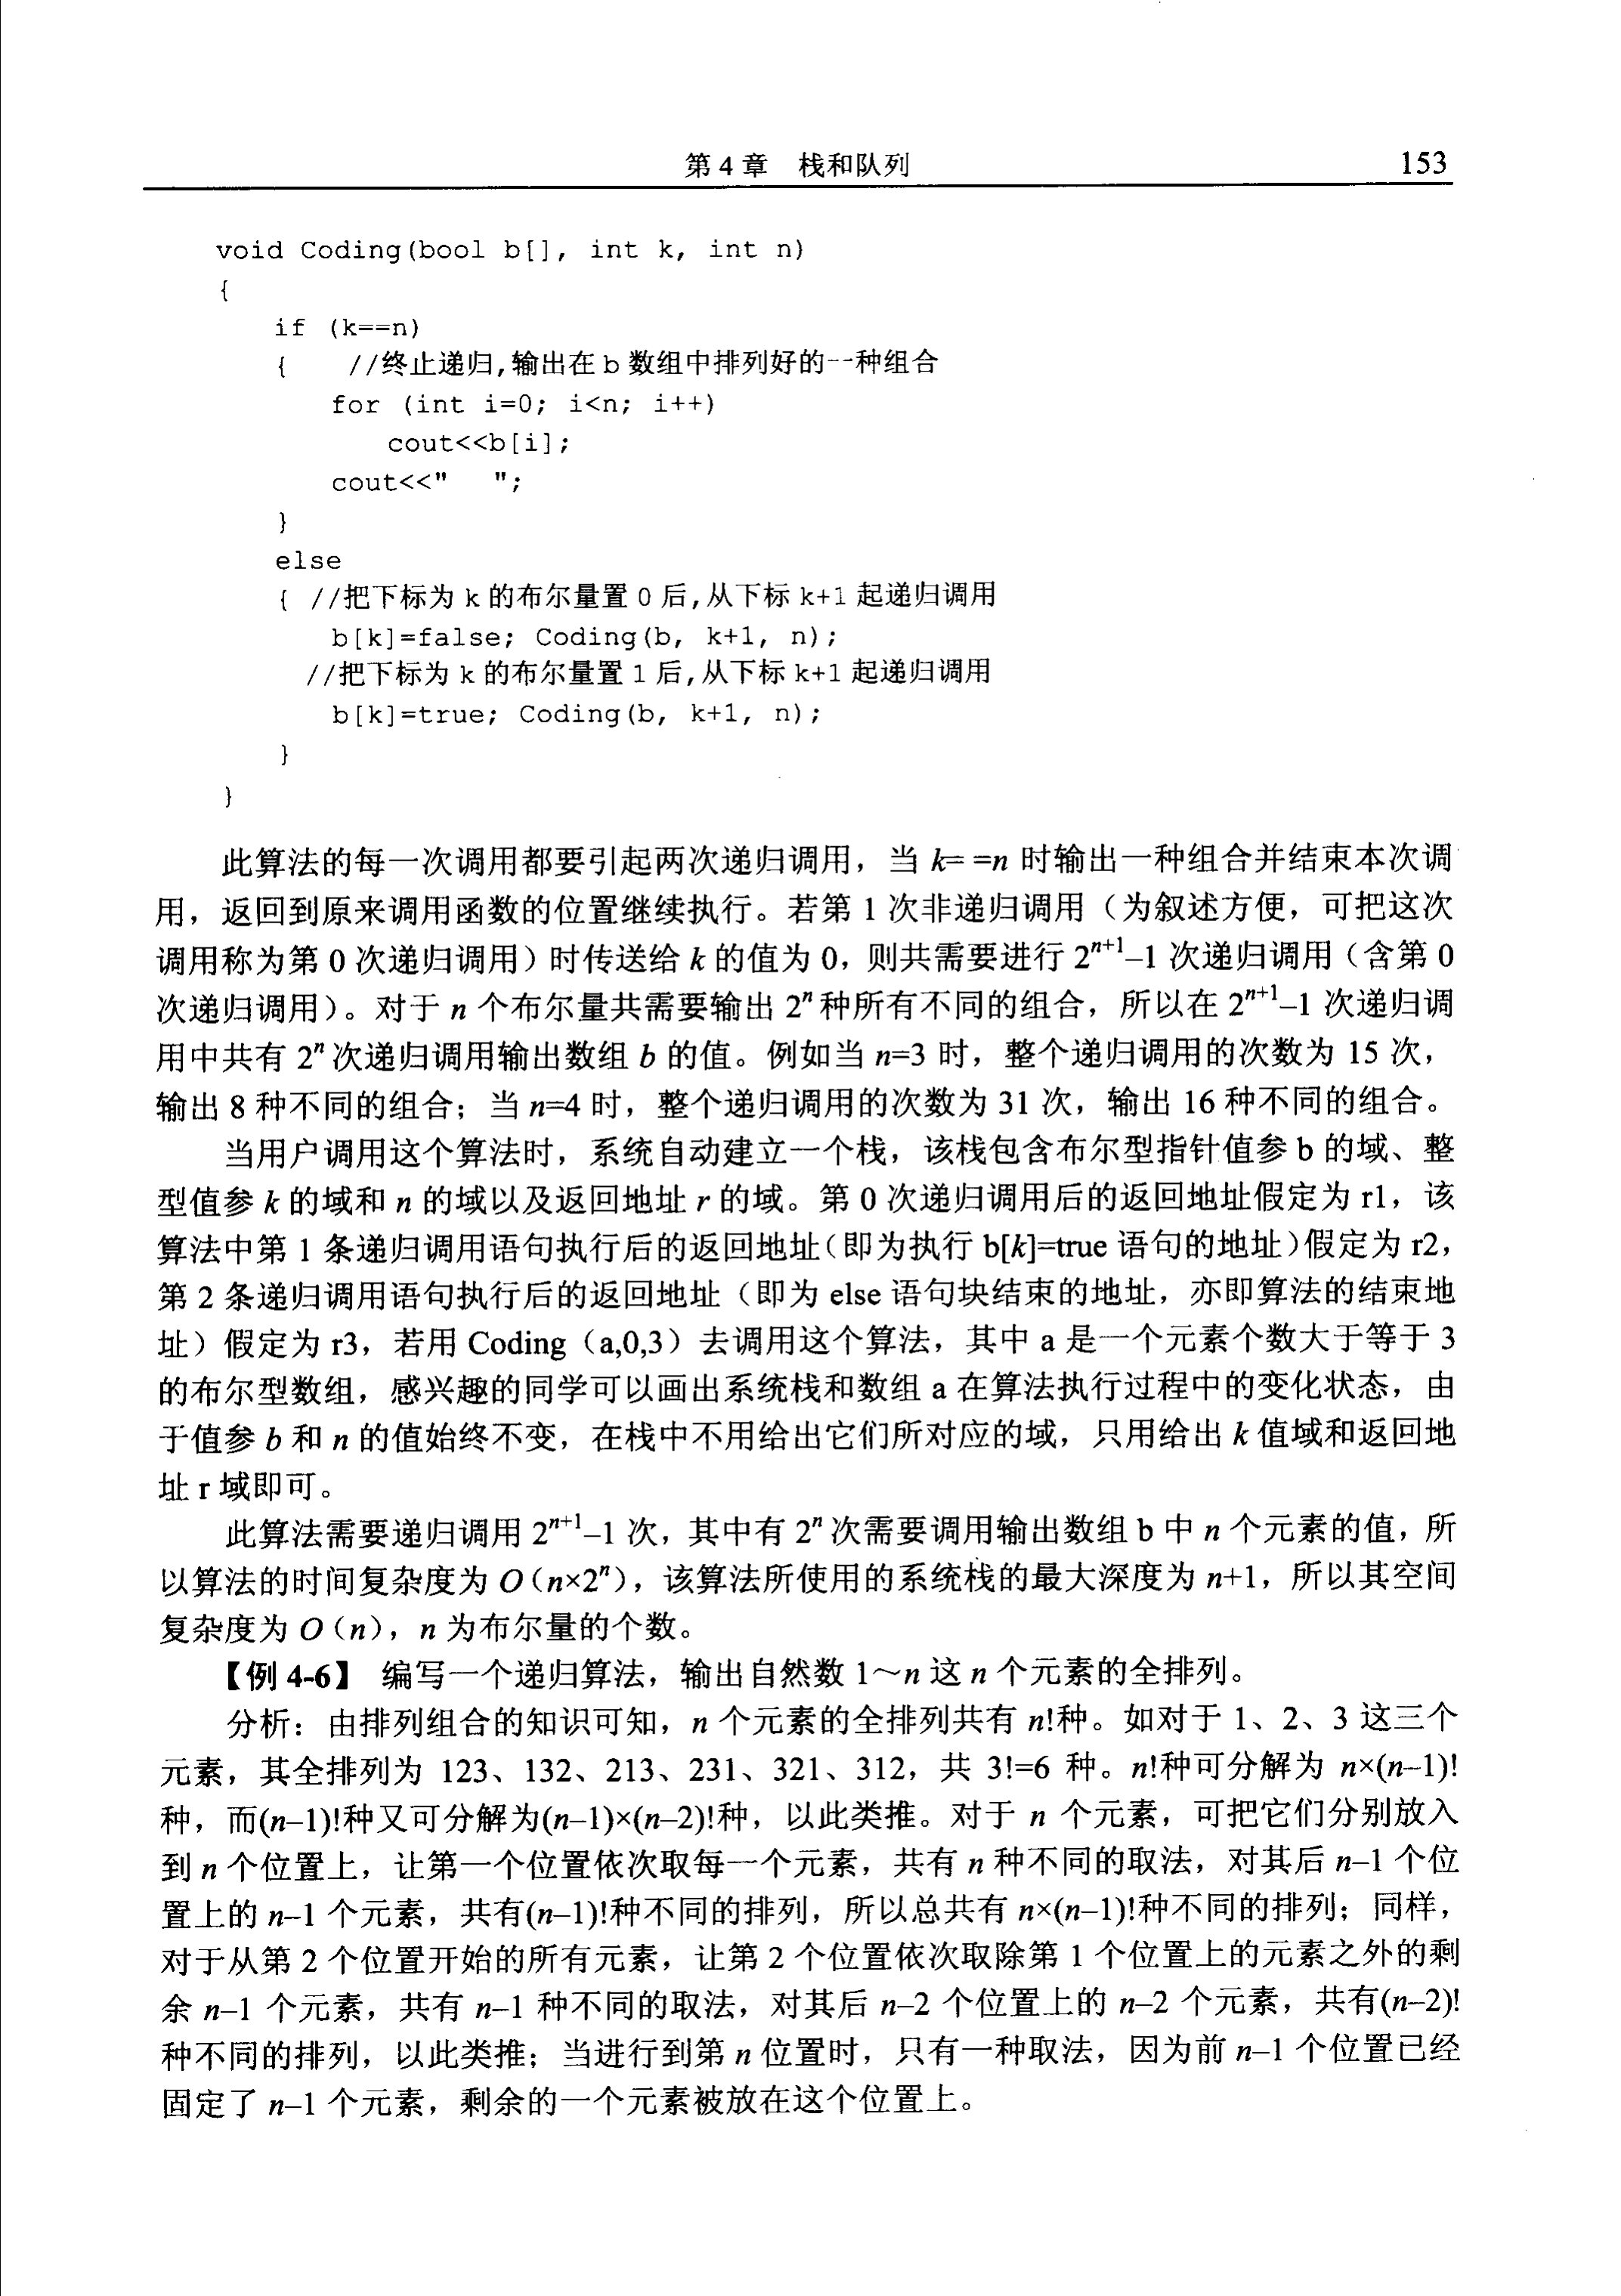 第 4 章 栈和队列 153
void Coding(bool b[], int k, int n)
{
if (k==n)
{ //终止递归,输出在 b 数组中排列好的一种组合
for (int i=0; i<n; i++)
cout<<b[i];
cout<<" ";
}
else
{ //把下标为 k 的布尔量置 0 后,从下标 k+1 起递归调用
b[k]=false; Coding(b, k+1, n);
//把下标为 k 的布尔量置 1 后,从下标 k+1 起递归调用
b[k]=true; Coding(b, k+1, n);
}
}
此算法的每一次调用都要引起两次递归调用，当 k= =n 时输出一种组合并结束本次调
用，返回到原来调用函数的位置继续执行。若第 1 次非递归调用（为叙述方便，可把这次
调用称为第 0 次递归调用）时传送给 k 的值为 0，则共需要进行 2ⁿ⁺¹–1 次递归调用（含第 0
次递归调用）。对于 n 个布尔量共需要输出 2ⁿ 种所有不同的组合，所以在 2ⁿ⁺¹–1 次递归调
用中共有 2ⁿ 次递归调用输出数组 b 的值。例如当 n=3 时，整个递归调用的次数为 15 次，
输出 8 种不同的组合；当 n=4 时，整个递归调用的次数为 31 次，输出 16 种不同的组合。
当用户调用这个算法时，系统自动建立一个栈，该栈包含布尔型指针值参 b 的域、整
型值参 k 的域和 n 的域以及返回地址 r 的域。第 0 次递归调用后的返回地址假定为 r1，该
算法中第 1 条递归调用语句执行后的返回地址（即为执行 b[k]=true 语句的地址）假定为 r2，
第 2 条递归调用语句执行后的返回地址（即为 else 语句块结束的地址，亦即算法的结束地
址）假定为 r3，若用 Coding（a,0,3）去调用这个算法，其中 a 是一个元素个数大于等于 3
的布尔型数组，感兴趣的同学可以画出系统栈和数组 a 在算法执行过程中的变化状态，由
于值参 b 和 n 的值始终不变，在栈中不用给出它们所对应的域，只用给出 k 值域和返回地
址 r 域即可。
此算法需要递归调用 2ⁿ⁺¹–1 次，其中有 2ⁿ 次需要调用输出数组 b 中 n 个元素的值，所
以算法的时间复杂度为 O（n×2ⁿ），该算法所使用的系统栈的最大深度为 n+1，所以其空间
复杂度为 O（n），n 为布尔量的个数。
【例 4-6】 编写一个递归算法，输出自然数 1～n 这 n 个元素的全排列。
分析：由排列组合的知识可知，n 个元素的全排列共有 n!种。如对于 1、2、3 这三个
元素，其全排列为 123、132、213、231、321、312，共 3!=6 种。n!种可分解为 n×(n–1)!
种，而(n–1)!种又可分解为(n–1)×(n–2)!种，以此类推。对于 n 个元素，可把它们分别放入
到 n 个位置上，让第一个位置依次取每一个元素，共有 n 种不同的取法，对其后 n–1 个位
置上的 n–1 个元素，共有(n–1)!种不同的排列，所以总共有 n×(n–1)!种不同的排列；同样，
对于从第 2 个位置开始的所有元素，让第 2 个位置依次取除第 1 个位置上的元素之外的剩
余 n–1 个元素，共有 n–1 种不同的取法，对其后 n–2 个位置上的 n–2 个元素，共有(n–2)!
种不同的排列，以此类推；当进行到第 n 位置时，只有一种取法，因为前 n–1 个位置已经
固定了 n–1 个元素，剩余的一个元素被放在这个位置上。